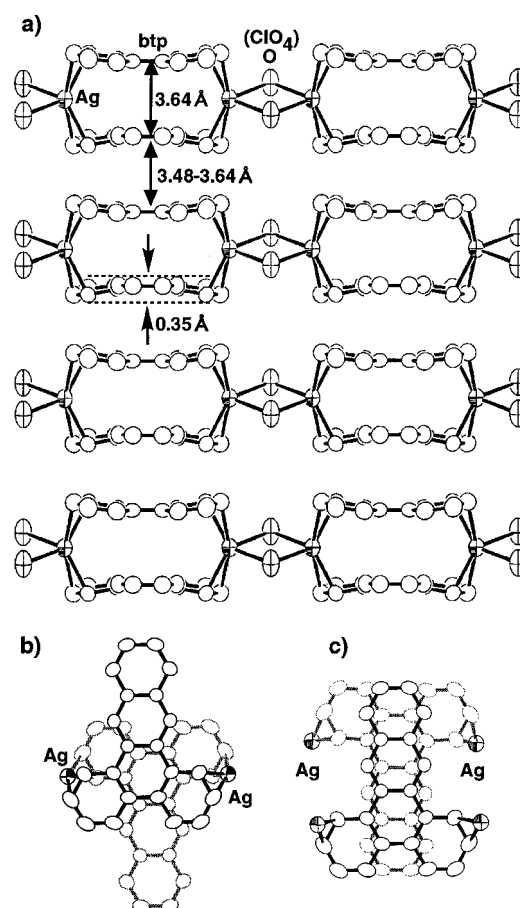 a)
btp
(ClO4)
O
Ag
3.64 Å
3.48-3.64 Å
0.35 Å
b)
c)
Ag
Ag
Ag
Ag